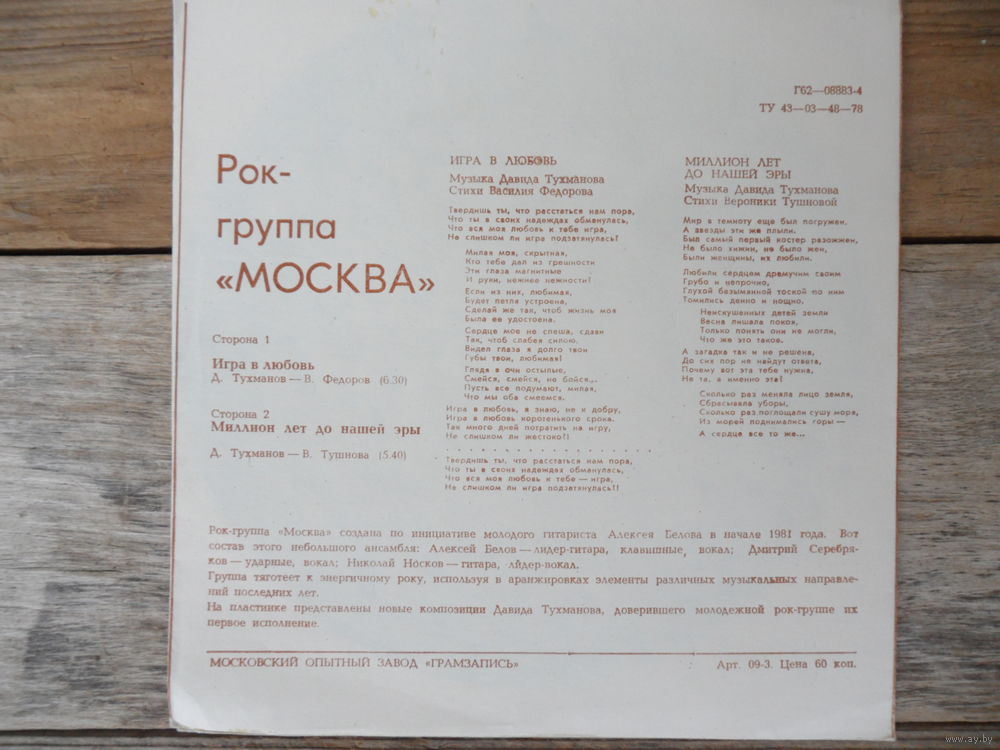 Г62—08883-4
ТУ 43—03—48—78
Рок-
группа
«МОСКВА»
Сторона 1
Игра в любовь
Д. Тухманов — В. Федоров (6.30)
Сторона 2
Миллион лет до нашей эры
Д. Тухманов — В. Тушнова (5.40)
ИГРА В ЛЮБОВЬ
Музыка Давида Тухманова
Стихи Василия Федорова
Твердишь ты, что расстаться нам пора,
Что ты в своих надеждах обманулась,
Что вся моя любовь к тебе игра,
Не слишком ли игра подзатянулась?
Милая моя, скрытная,
Кто тебе дал из грешности
Эти глаза магнитные
И руки, нежнее нежности?
Если из них, любимая,
Будет петля устроена,
Сделай же так, чтоб жизнь моя
Была ее удостоена.
Сердце мое не спеша, сдави
Так, чтоб слабея силою,
Видел глаза я долго твои
Губы твои, любимая!
Глядя в очи остылые,
Смейся, смейся, не бойся...
Пусть все подумают, милая,
Что мы оба смеемся.
Игра в любовь, я знаю, не к добру,
Игра в любовь коротенького срока.
Так много дней потратить на игру,
Не слишком ли жестоко?!
. . . . . . . . . . . . . . . . . .
Твердишь ты, что расстаться нам пора,
Что ты в своих надеждах обманулась,
Что вся моя любовь к тебе — игра,
Не слишком ли игра подзатянулась!!
МИЛЛИОН ЛЕТ
ДО НАШЕЙ ЭРЫ
Музыка Давида Тухманова
Стихи Вероники Тушновой
Мир в темноту еще был погружен,
А звезды эти же плыли.
Был самый первый костер разожжен,
Не было хижин, не было жен,
Были женщины, их любили.
Любили сердцем дремучим своим
Грубо и непрочно,
Глухой безымянной тоской по ним
Томились денно и нощно.
Неискушенных детей земли
Весна лишала покоя,
Только понять они не могли,
Что же это такое.
А загадка так и не решена,
До сих пор не найдут ответа,
Почему вот эта тебе нужна,
Не та, а именно эта!
Сколько раз меняла лицо земля,
Сбрасывала уборы,
Сколько раз поглощали сушу моря,
Из морей поднимались горы —
А сердце все то же...
Рок-группа «Москва» создана по инициативе молодого гитариста Алексея Белова в начале 1981 года. Вот
состав этого небольшого ансамбля: Алексей Белов — лидер-гитара, клавишные, вокал; Дмитрий Серебря-
ков — ударные, вокал; Николай Носков — гитара, лидер-вокал.
Группа тяготеет к энергичному року, используя в аранжировках элементы различных музыкальных направле-
ний последних лет.
На пластинке представлены новые композиции Давида Тухманова, доверившего молодежной рок-группе их
первое исполнение.
МОСКОВСКИЙ ОПЫТНЫЙ ЗАВОД «ГРАМЗАПИСЬ»
Арт. 09-3. Цена 60 коп.
www.ay.by